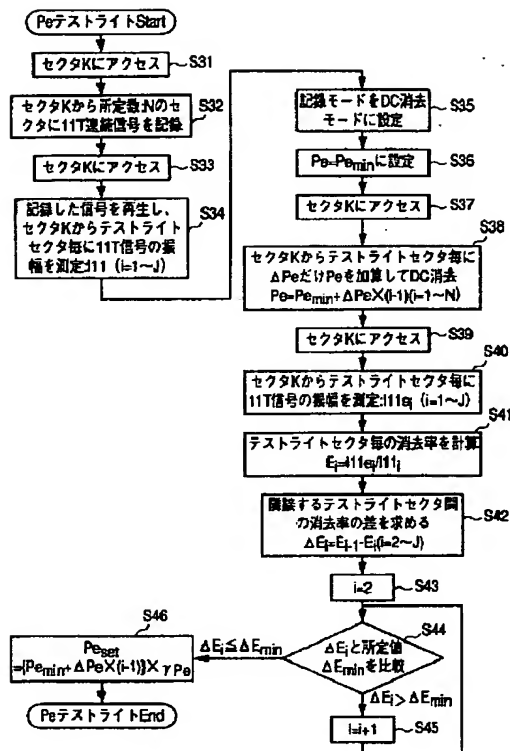 PeテストライトStart
セクタKにアクセス
S31
セクタKから所定数:Nのセ
クタに11T連続信号を記録
S32
セクタKにアクセス
S33
記録した信号を再生し、
セクタKからテストライト
セクタ毎に11T信号の振
幅を測定:I11 (i=1~J)
S34
記録モードをDC消去
モードに設定
S35
Pe=Peminに設定
S36
セクタKにアクセス
S37
セクタKからテストライトセクタ毎に
ΔPeだけPeを加算してDC消去
Pe=Pemin+ΔPe×(i-1)(i=1~N)
S38
セクタKにアクセス
S39
セクタKからテストライトセクタ毎に
11T信号の振幅を測定:I11ei (i=1~J)
S40
テストライトセクタ毎の消去率を計算
Ei=I11ei/I11i
S41
隣接するテストライトセクタ間
の消去率の差を求める
ΔEi=Ei-1-Ei(i=2~J)
S42
i=2
S43
ΔEiと所定値
ΔEminを比較
S44
ΔEi≦ΔEmin
ΔEi>ΔEmin
i=i+1
S45
S46
Peset
={Pemin+ΔPe×(i-1)}×γPe
PeテストライトEnd